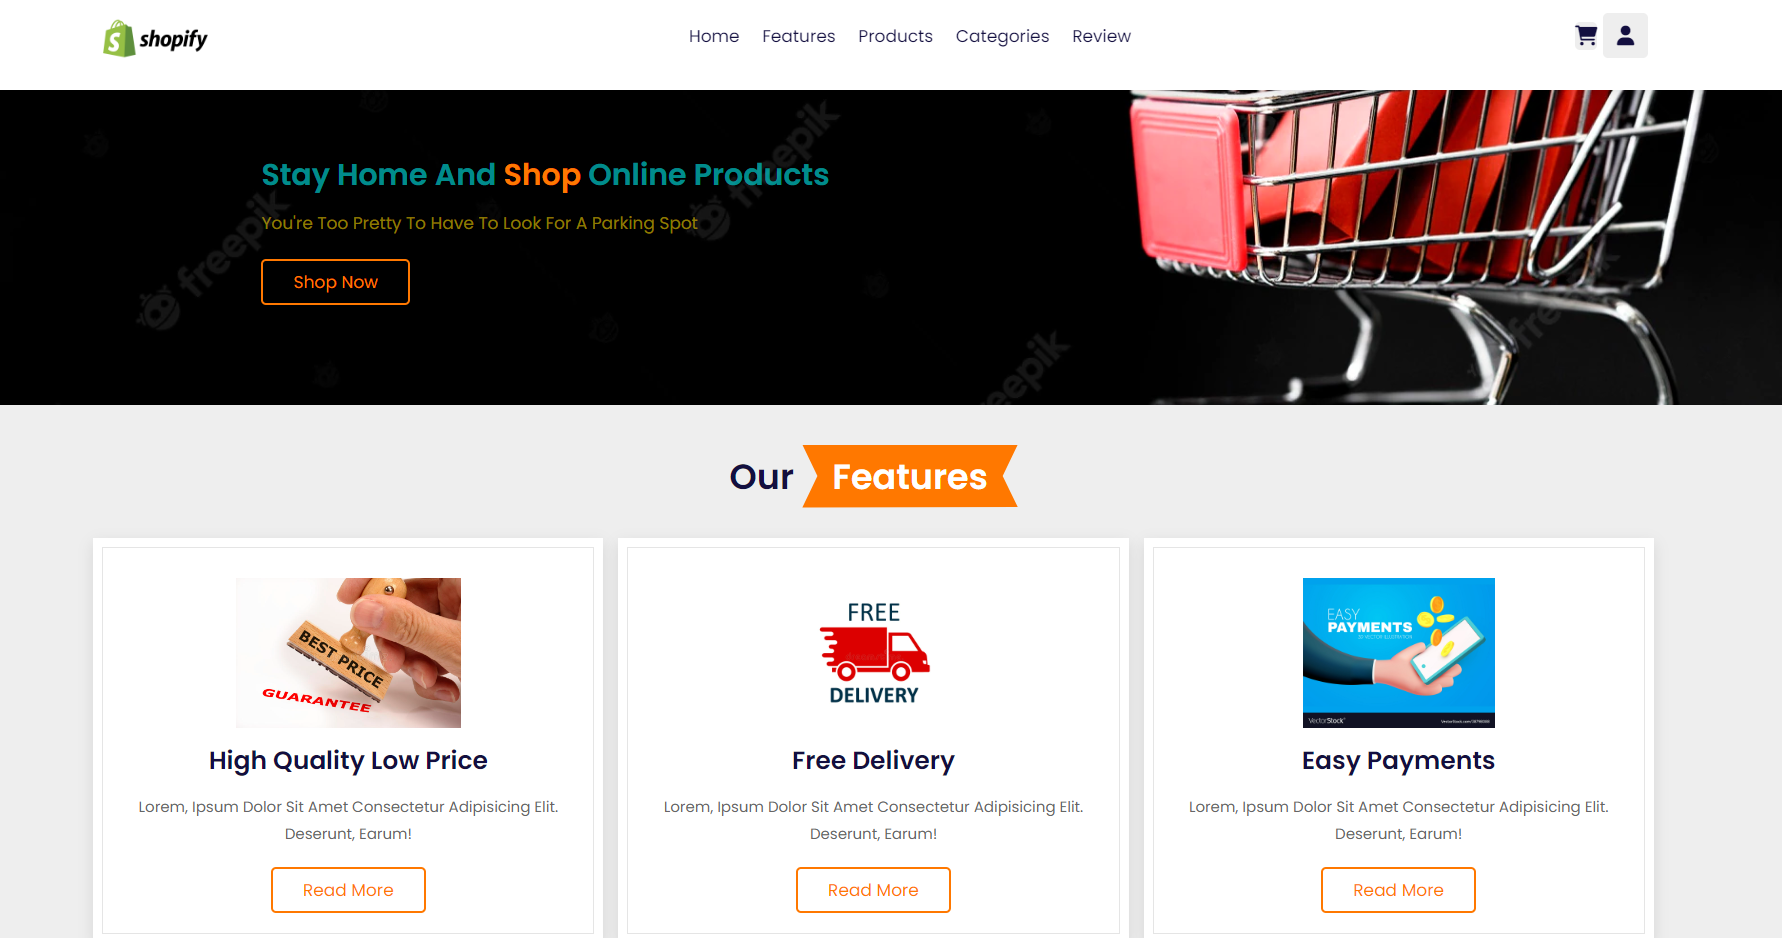 shopify
Home Features Products Categories Review
freepik
freepik
Stay Home And Shop Online Products
You're Too Pretty To Have To Look For A Parking Spot
Shop Now
freepik
Our Features
BEST PRICE
GUARANTEE
FREE
DELIVERY
EASY
PAYMENTS
VectorStock
High Quality Low Price
Free Delivery
Easy Payments
Lorem, Ipsum Dolor Sit Amet Consectetur Adipisicing Elit.
Deserunt, Earum!
Lorem, Ipsum Dolor Sit Amet Consectetur Adipisicing Elit.
Deserunt, Earum!
Lorem, Ipsum Dolor Sit Amet Consectetur Adipisicing Elit.
Deserunt, Earum!
Read More
Read More
Read More